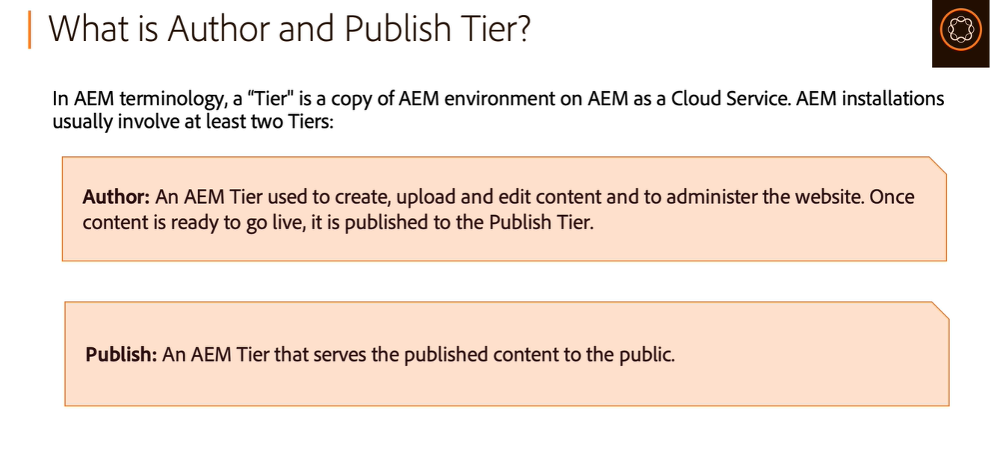 What is Author and Publish Tier?
In AEM terminology, a “Tier" is a copy of AEM environment on AEM as a Cloud Service. AEM installations
usually involve at least two Tiers:
Author: An AEM Tier used to create, upload and edit content and to administer the website. Once
content is ready to go live, it is published to the Publish Tier.
Publish: An AEM Tier that serves the published content to the public.